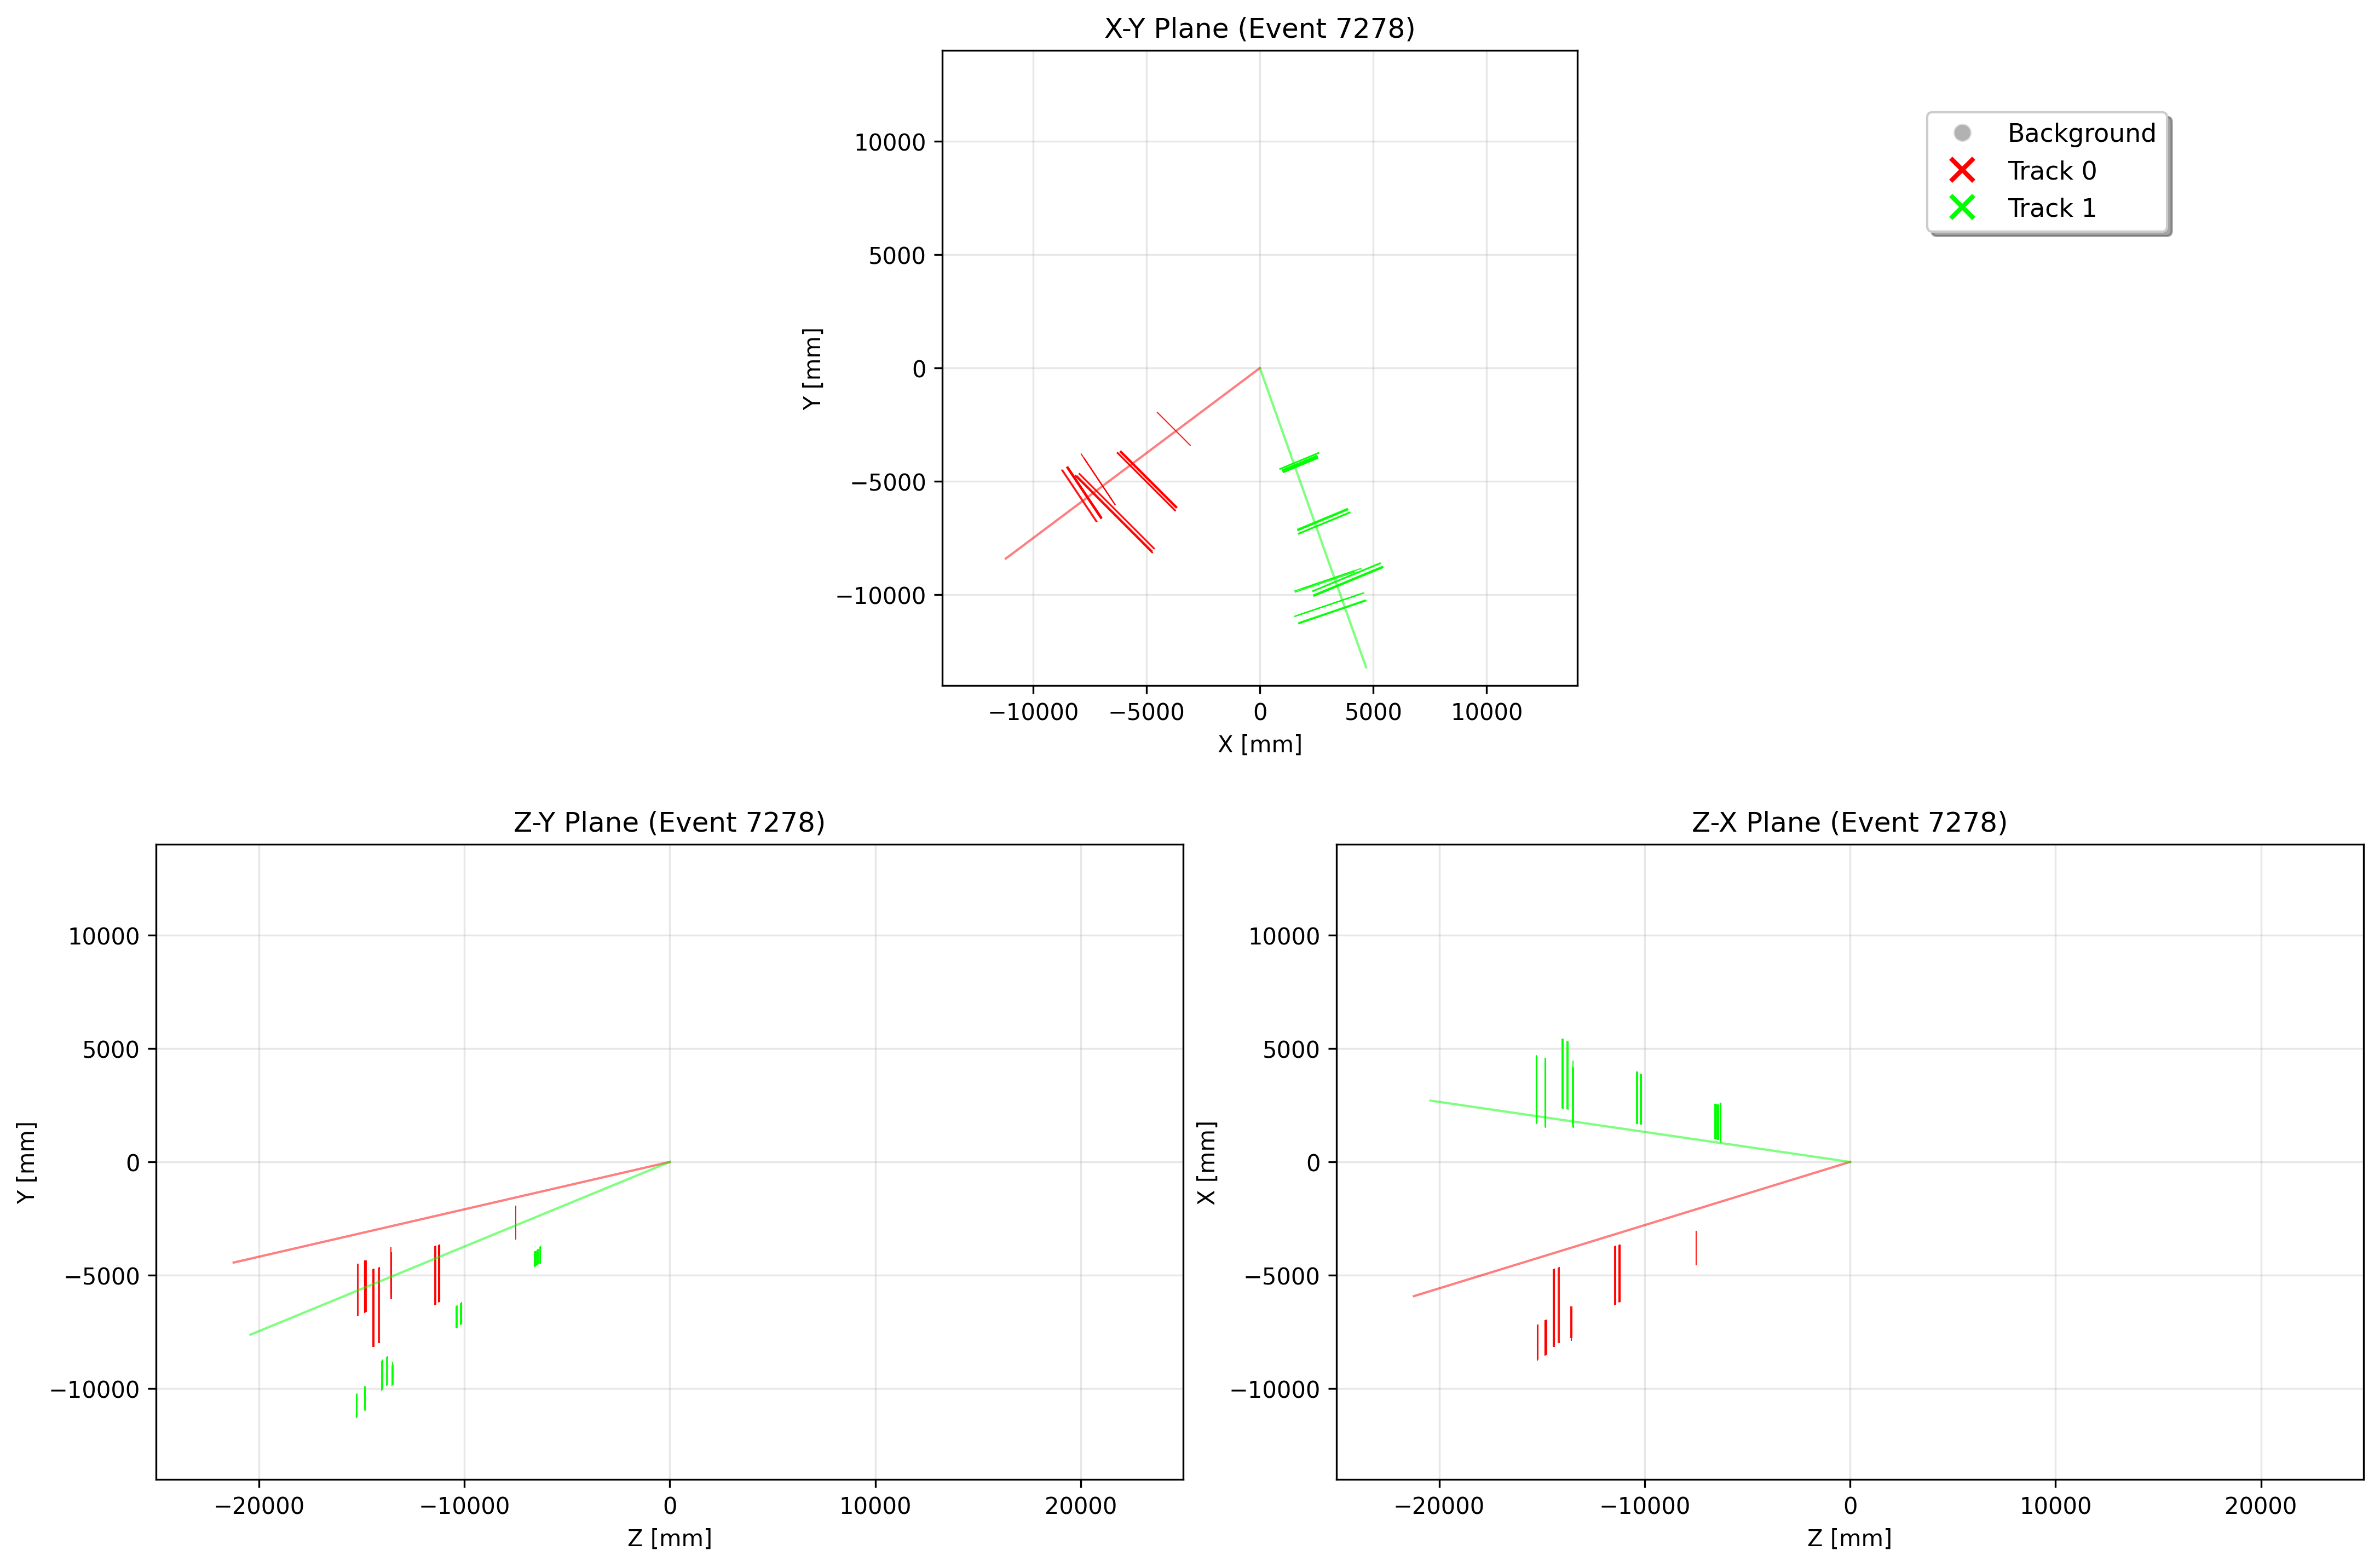 X-Y Plane (Event 7278)
Y [mm]
10000
5000
0
−5000
−10000
−10000 −5000 0 5000 10000
X [mm]
Background
Track 0
Track 1
Z-Y Plane (Event 7278)
Y [mm]
10000
5000
0
−5000
−10000
−20000 −10000 0 10000 20000
Z [mm]
Z-X Plane (Event 7278)
X [mm]
10000
5000
0
−5000
−10000
−20000 −10000 0 10000 20000
Z [mm]